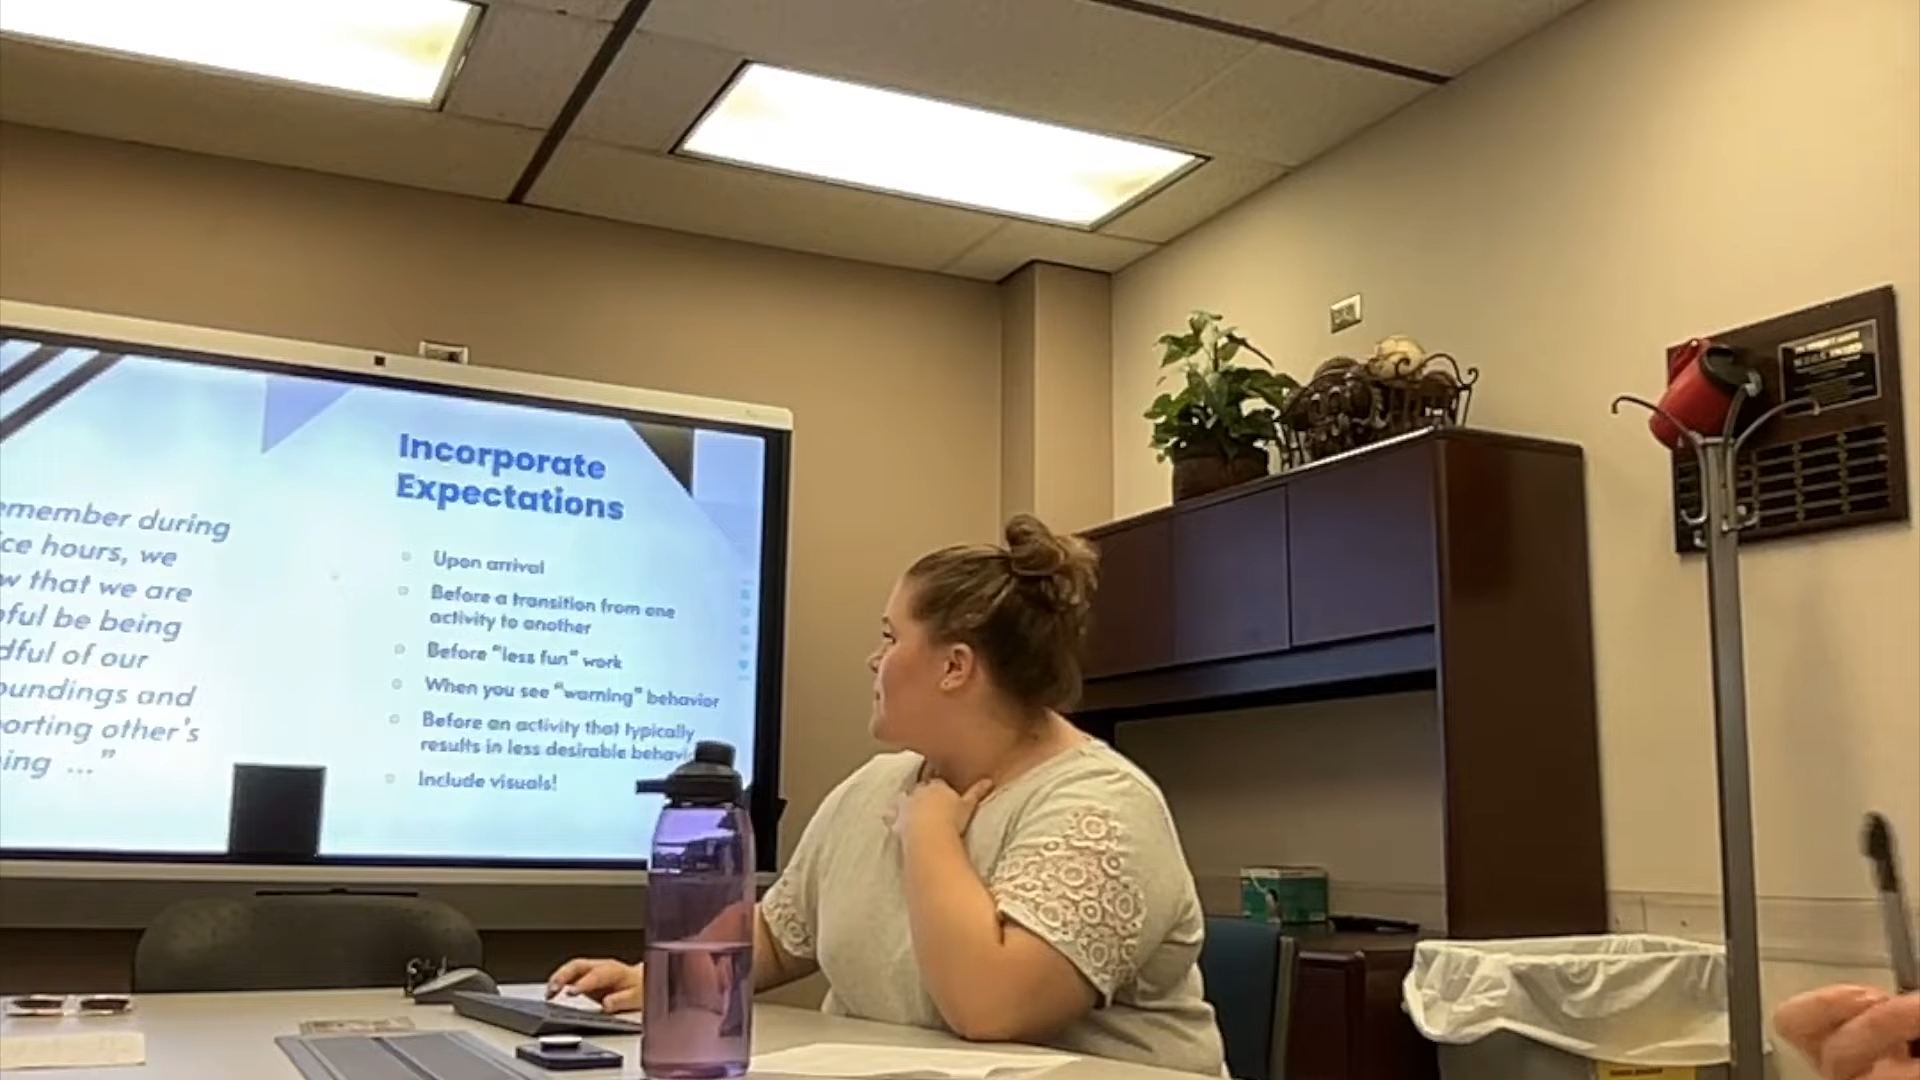 emember during
ce hours, we
w that we are
ful be being
dful of our
oundings and
orting other's
ing ..."
Incorporate
Expectations
Upon arrival
Before a transition from one
activity to another
Before "less fun" work
When you see "warning" behavior
Before an activity that typically
results in less desirable behavi
Include visuals!